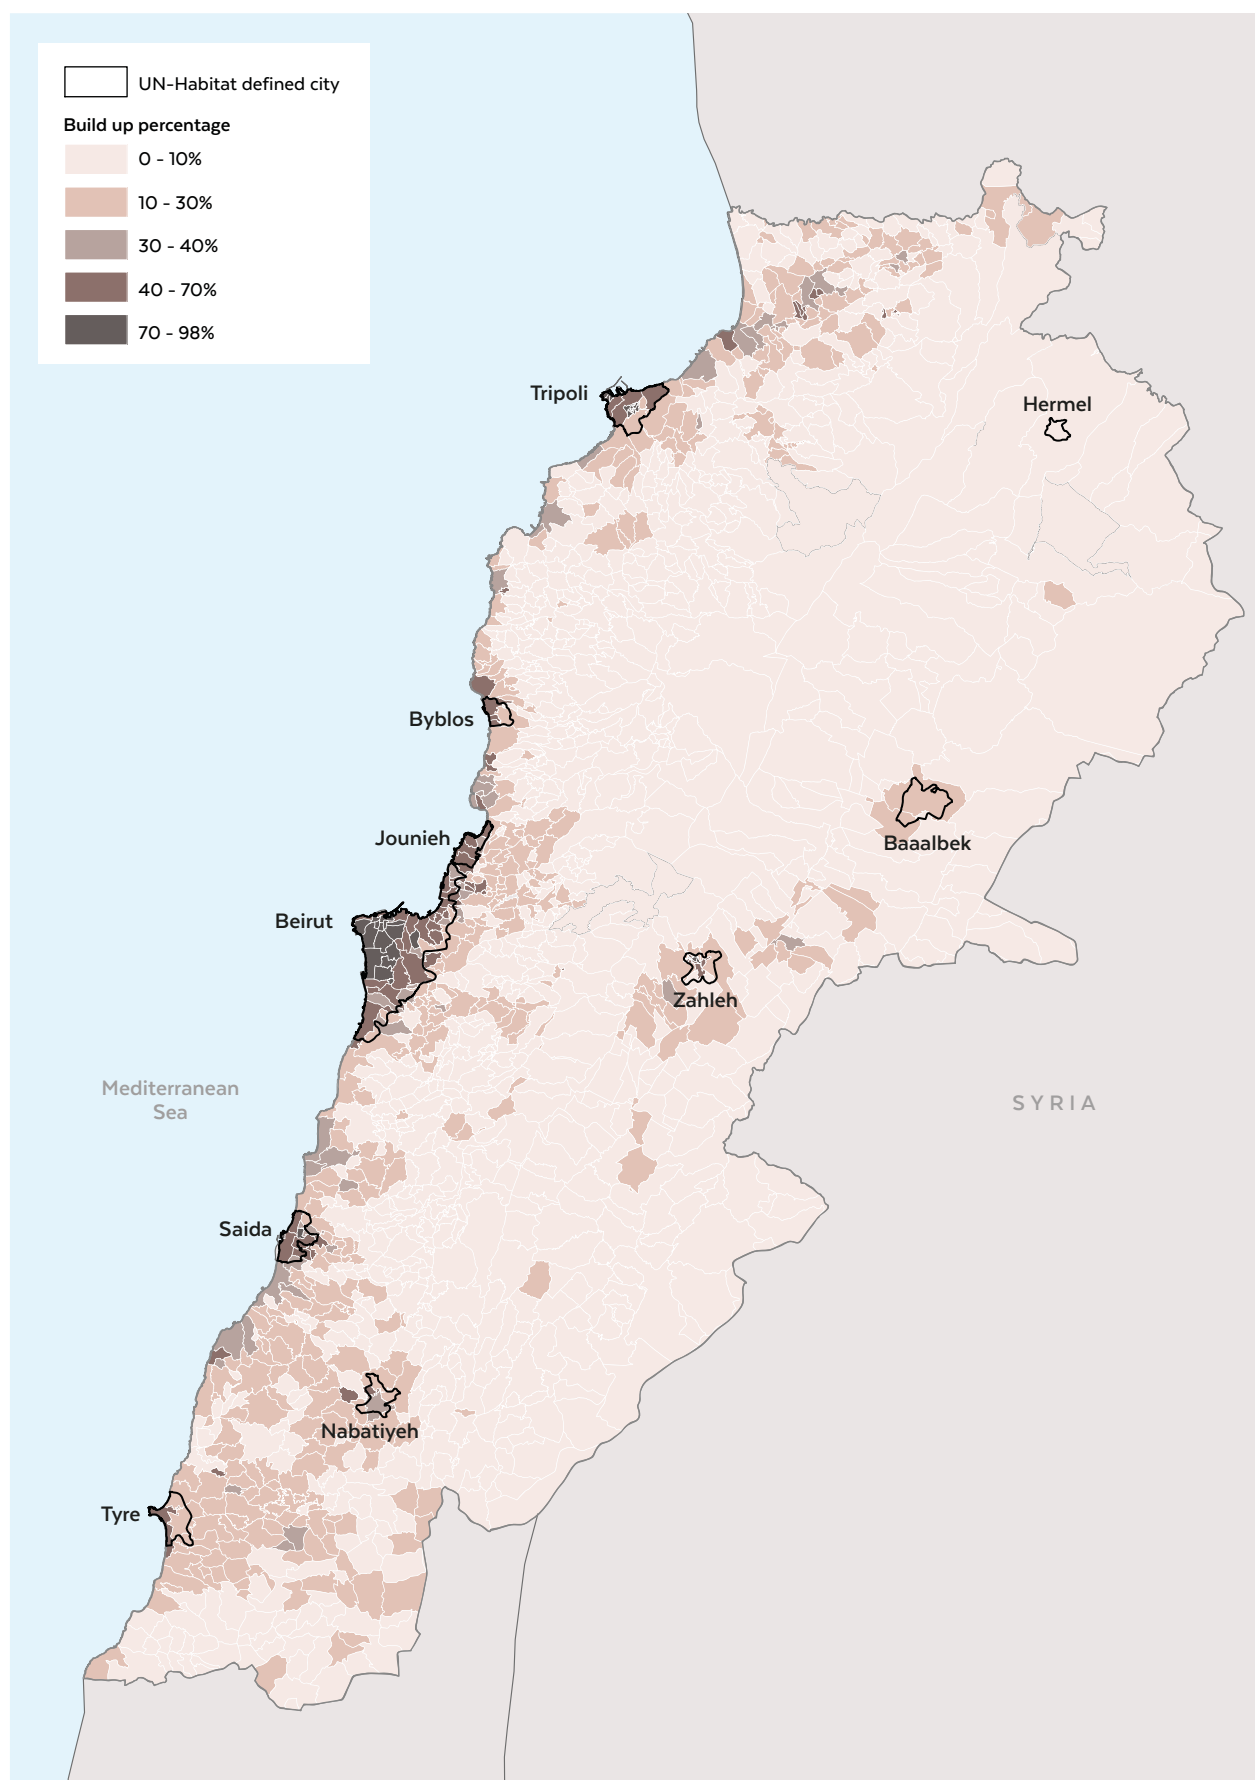 UN-Habitat defined city
Build up percentage
0 - 10%
10 - 30%
30 - 40%
40 - 70%
70 - 98%
Tripoli
Hermel
Byblos
Baaalbek
Jounieh
Beirut
Zahleh
Mediterranean
Sea
SYRIA
Saida
Nabatiyeh
Tyre